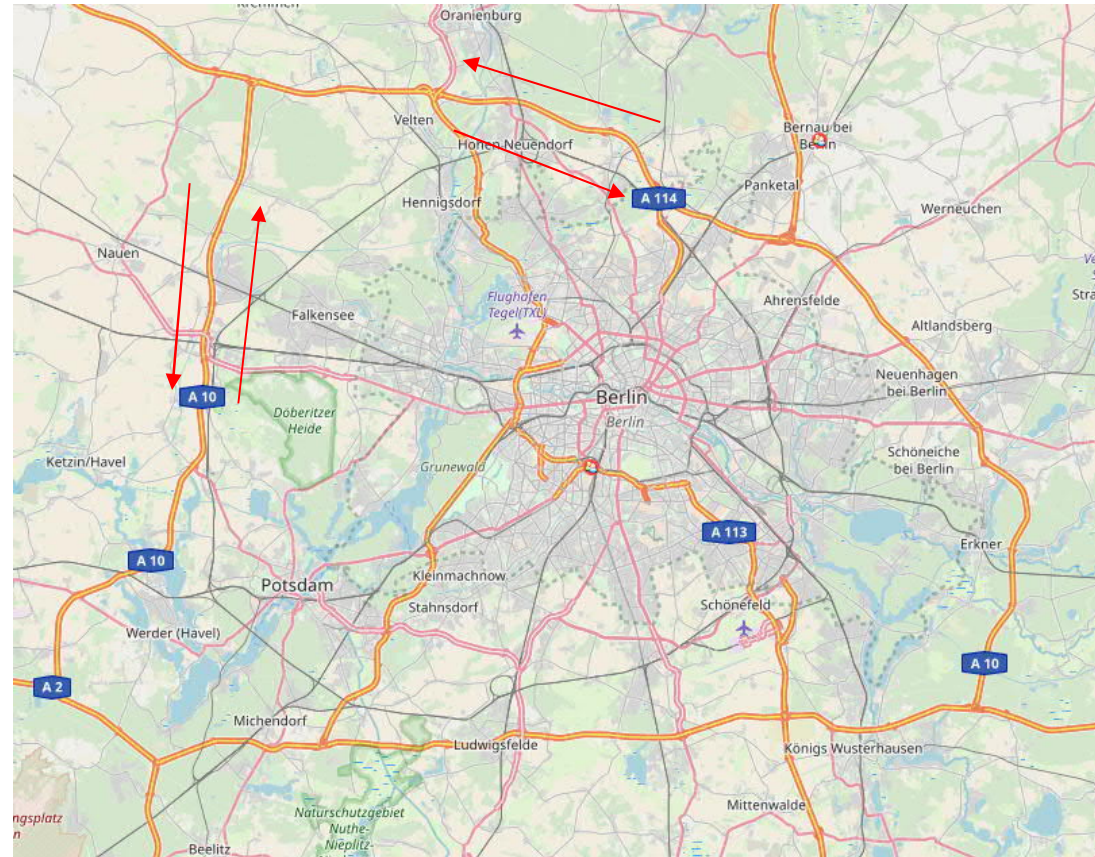 Kremmen
Oranienburg
Velten
Hohen Neuendorf
Bernau bei
Berlin
Hennigsdorf
A 114
Panketal
Werneuchen
Nauen
Flughafen
Tegel(TXL)
Falkensee
Ahrensfelde
Altlandsberg
A 10
Döberitzer
Heide
Berlin
Berlin
Neuenhagen
bei Berlin
Ketzin/Havel
Grunewald
Schöneiche
bei Berlin
A 10
A 113
Erkner
Potsdam
Kleinmachnow
Stahnsdorf
Schönefeld
Werder (Havel)
A 2
A 10
Michendorf
Ludwigsfelde
Königs Wusterhausen
Naturschutzgebiet
Nuthe-
Nieplitz-
Mittenwalde
ngsplatz
Beelitz